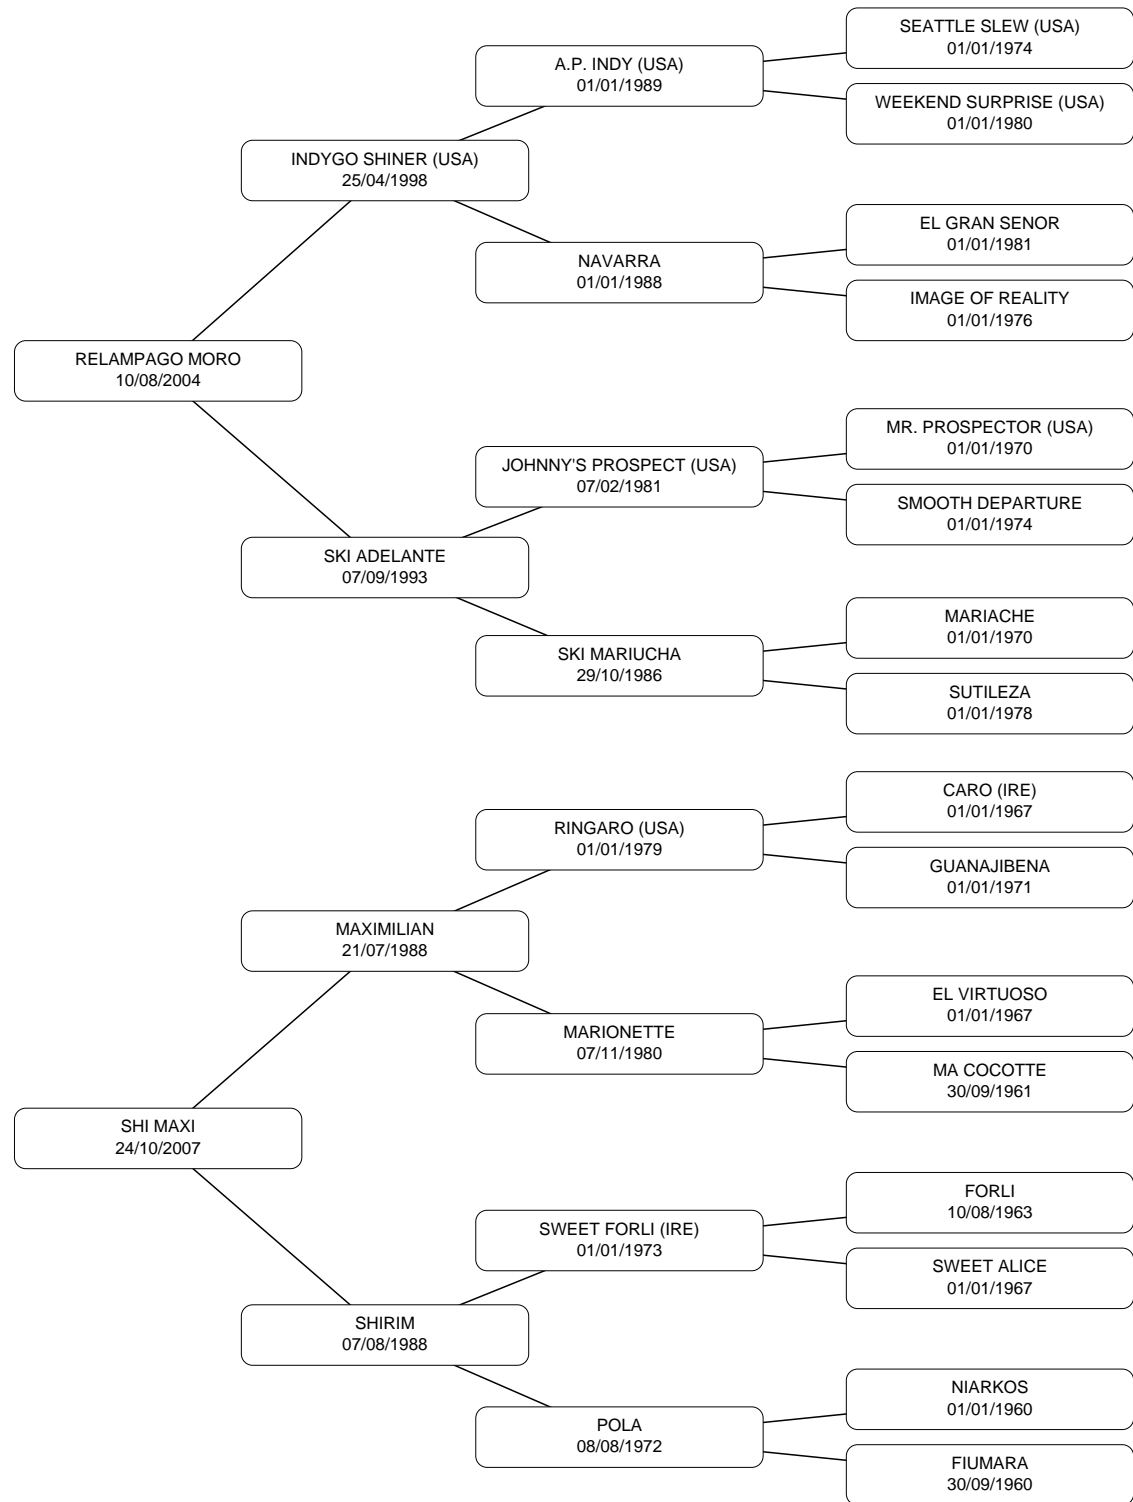 SEATTLE SLEW (USA)
01/01/1974
A.P. INDY (USA)
01/01/1989
WEEKEND SURPRISE (USA)
01/01/1980
INDYGO SHINER (USA)
25/04/1998
EL GRAN SENOR
01/01/1981
NAVARRA
01/01/1988
IMAGE OF REALITY
01/01/1976
RELAMPAGO MORO
10/08/2004
MR. PROSPECTOR (USA)
01/01/1970
JOHNNY'S PROSPECT (USA)
07/02/1981
SMOOTH DEPARTURE
01/01/1974
SKI ADELANTE
07/09/1993
MARIACHE
01/01/1970
SKI MARIUCHA
29/10/1986
SUTILEZA
01/01/1978
CARO (IRE)
01/01/1967
RINGARO (USA)
01/01/1979
GUANAJIBENA
01/01/1971
MAXIMILIAN
21/07/1988
EL VIRTUOSO
01/01/1967
MARIONETTE
07/11/1980
MA COCOTTE
30/09/1961
SHI MAXI
24/10/2007
FORLI
10/08/1963
SWEET FORLI (IRE)
01/01/1973
SWEET ALICE
01/01/1967
SHIRIM
07/08/1988
NIARKOS
01/01/1960
POLA
08/08/1972
FIUMARA
30/09/1960